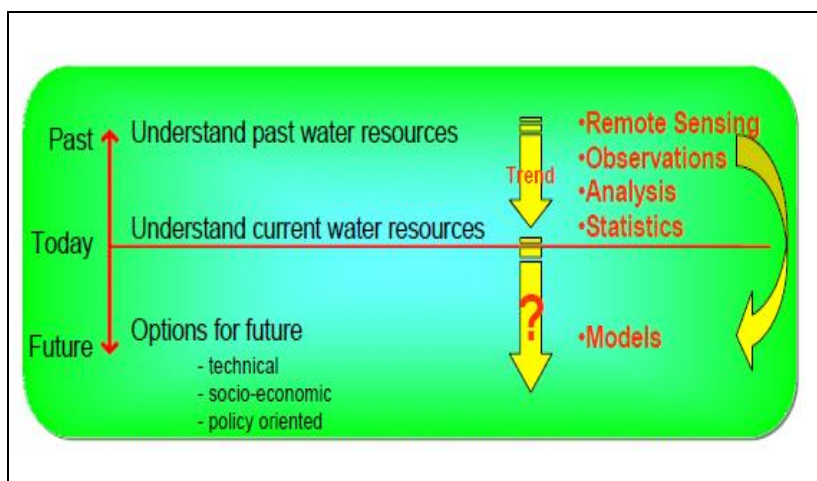 Past
Understand past water resources
Trend
•Remote Sensing
•Observations
•Analysis
•Statistics
Today
Understand current water resources
Future
Options for future
- technical
- socio-economic
- policy oriented
?
•Models